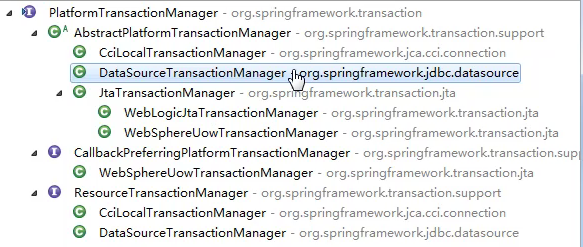 PlatformTransactionManager - org.springframework.transaction
AbstractPlatformTransactionManager - org.springframework.transaction.support
CciLocalTransactionManager - org.springframework.jca.cci.connection
DataSourceTransactionManager - org.springframework.jdbc.datasource
JtaTransactionManager - org.springframework.transaction.jta
WebLogicJtaTransactionManager - org.springframework.transaction.jta
WebSphereUowTransactionManager - org.springframework.transaction.jta
CallbackPreferringPlatformTransactionManager - org.springframework.transaction.supp
WebSphereUowTransactionManager - org.springframework.transaction.jta
ResourceTransactionManager - org.springframework.transaction.support
CciLocalTransactionManager - org.springframework.jca.cci.connection
DataSourceTransactionManager - org.springframework.jdbc.datasource